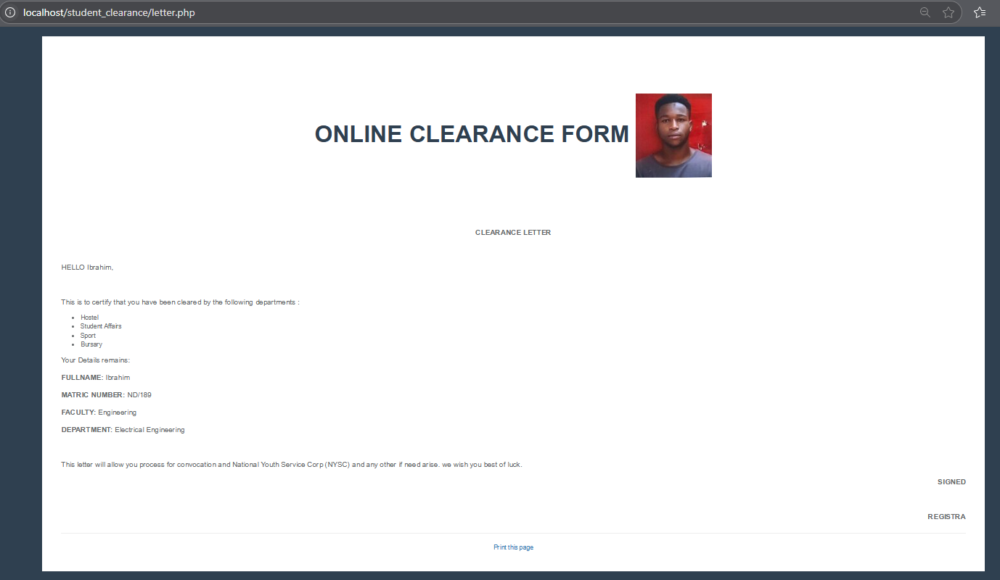 localhost/student_clearance/letter.php
ONLINE CLEARANCE FORM
CLEARANCE LETTER
HELLO Ibrahim,
This is to certify that you have been cleared by the following departments :
• Hostel
• Student Affairs
• Sport
• Bursary
Your Details remains:
FULLNAME: Ibrahim
MATRIC NUMBER: ND/189
FACULTY: Engineering
DEPARTMENT: Electrical Engineering
This letter will allow you process for convocation and National Youth Service Corp (NYSC) and any other if need arise. we wish you best of luck.
SIGNED
REGISTRA
Print this page